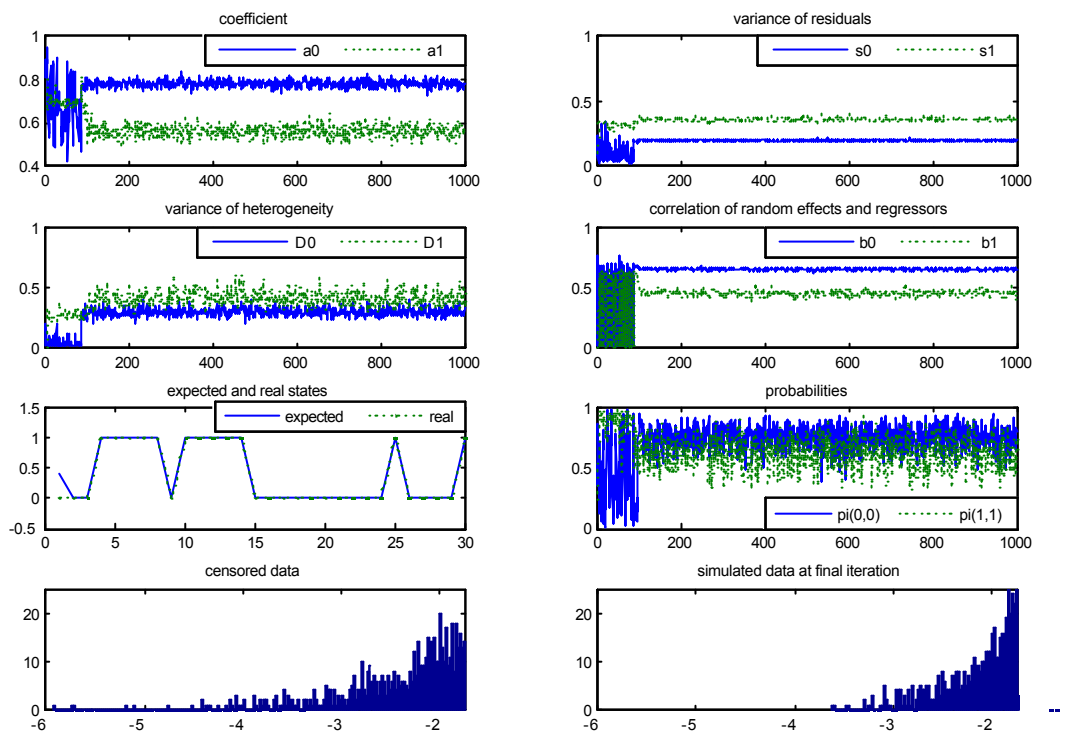 coefficient
1
0.8
0.6
0.4
a0 a1
0 200 400 600 800 1000
variance of residuals
1
0.5
0
s0 s1
0 200 400 600 800 1000
variance of heterogeneity
1
0.5
0
D0 D1
0 200 400 600 800 1000
correlation of random effects and regressors
1
0.5
0
b0 b1
0 200 400 600 800 1000
expected and real states
1.5
1
0.5
0
-0.5
expected real
0 5 10 15 20 25 30
probabilities
1
0.5
0
pi(0,0) pi(1,1)
0 200 400 600 800 1000
censored data
20
10
0
-6 -5 -4 -3 -2
simulated data at final iteration
20
10
0
-6 -5 -4 -3 -2